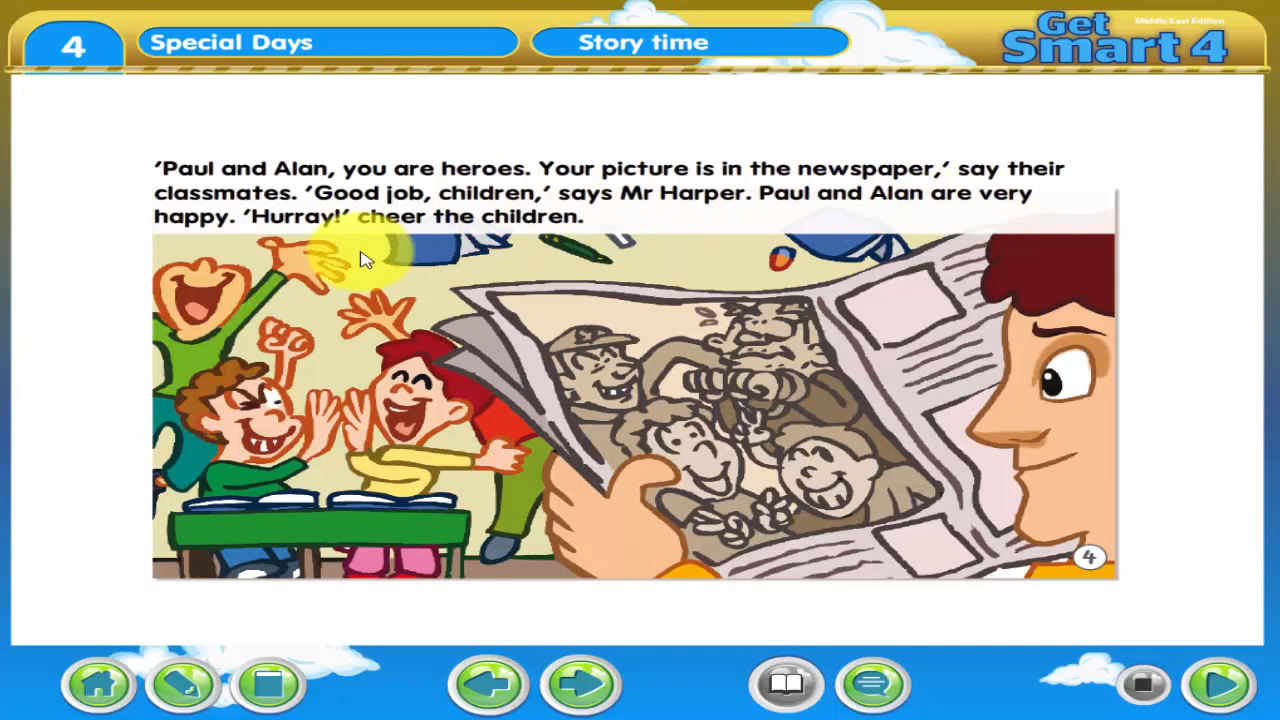 4
Special Days
Story time
Middle East Edition
Get
Smart 4
‘Paul and Alan, you are heroes. Your picture is in the newspaper,’ say their
classmates. ‘Good job, children,’ says Mr Harper. Paul and Alan are very
happy. ‘Hurray!’ cheer the children.
4